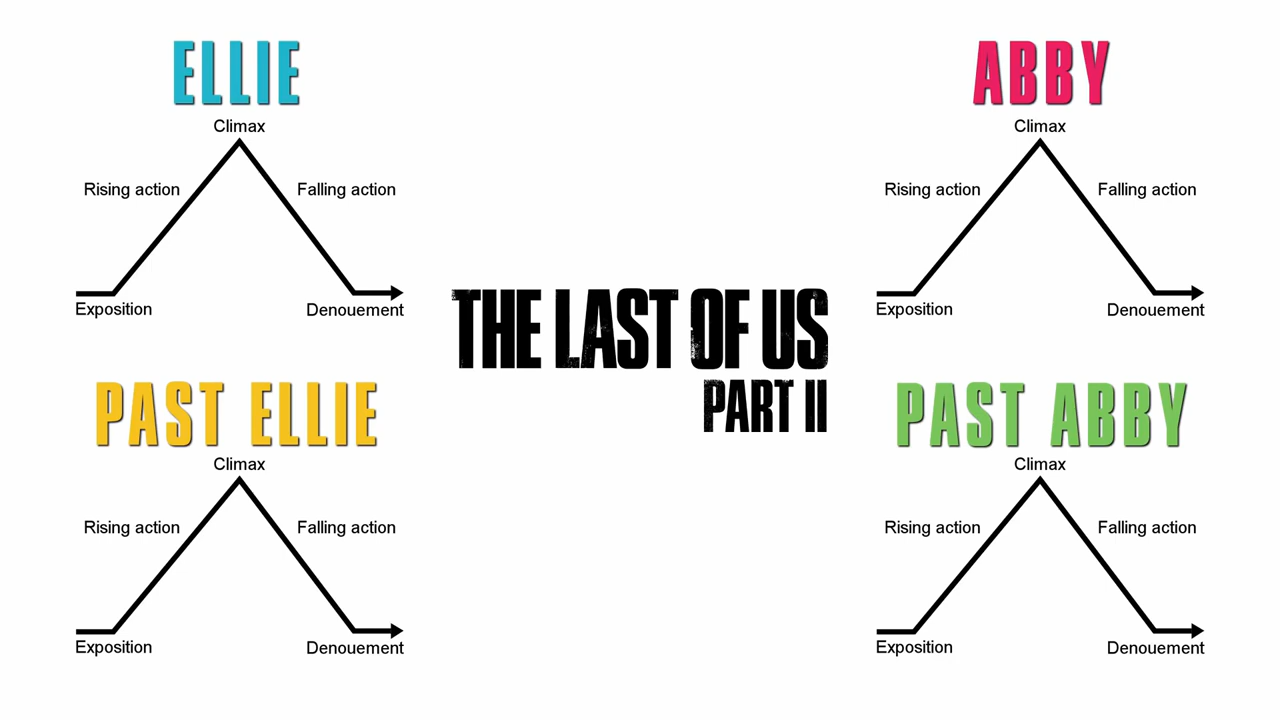 ELLIE
Climax
Rising action
Falling action
Exposition
Denouement
ABBY
Climax
Rising action
Falling action
Exposition
Denouement
THE LAST OF US
PART II
PAST ELLIE
Climax
Rising action
Falling action
Exposition
Denouement
PAST ABBY
Climax
Rising action
Falling action
Exposition
Denouement